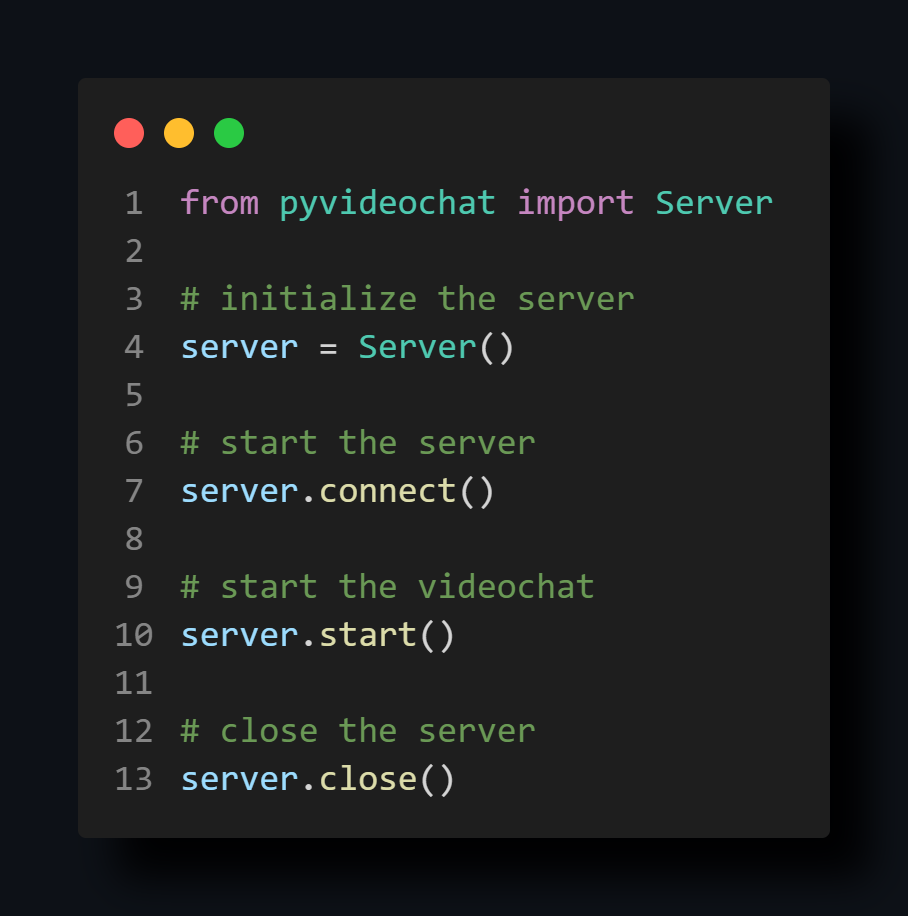 1 from pyvideochat import Server
2
3 # initialize the server
4 server = Server()
5
6 # start the server
7 server.connect()
8
9 # start the videochat
10 server.start()
11
12 # close the server
13 server.close()